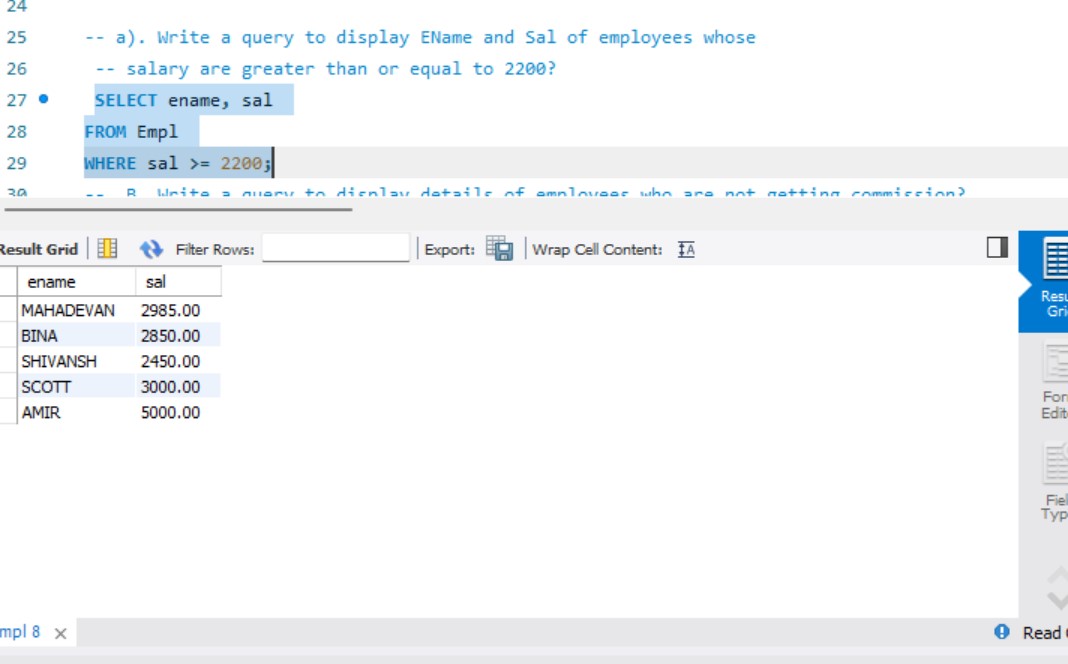 24
25 -- a). Write a query to display EName and Sal of employees whose
26 -- salary are greater than or equal to 2200?
27 SELECT ename, sal
28 FROM Empl
29 WHERE sal >= 2200;
30 -- B. Write a query to display details of employees who are not getting commission?
Result Grid Filter Rows: Export: Wrap Cell Content: IA
ename sal
MAHADEVAN 2985.00
BINA 2850.00
SHIVANSH 2450.00
SCOTT 3000.00
AMIR 5000.00
Resu
Gri
For
Edit
Fiel
Typ
mpl 8
Read